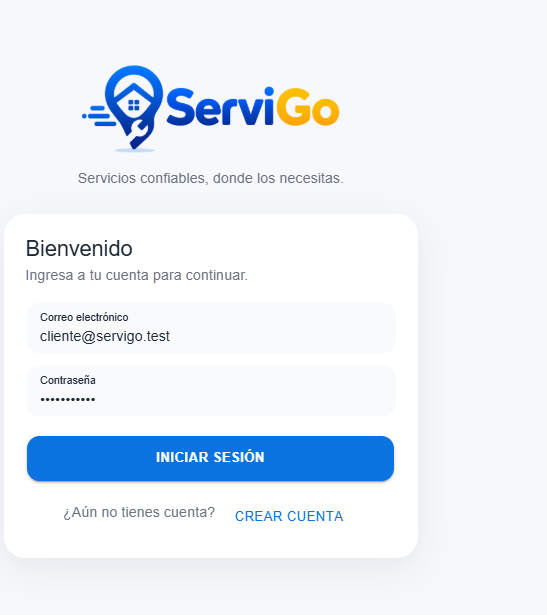 ServiGo
Servicios confiables, donde los necesitas.
Bienvenido
Ingresa a tu cuenta para continuar.
Correo electrónico
cliente@servigo.test
Contraseña
•••••••••••
INICIAR SESIÓN
¿Aún no tienes cuenta? CREAR CUENTA